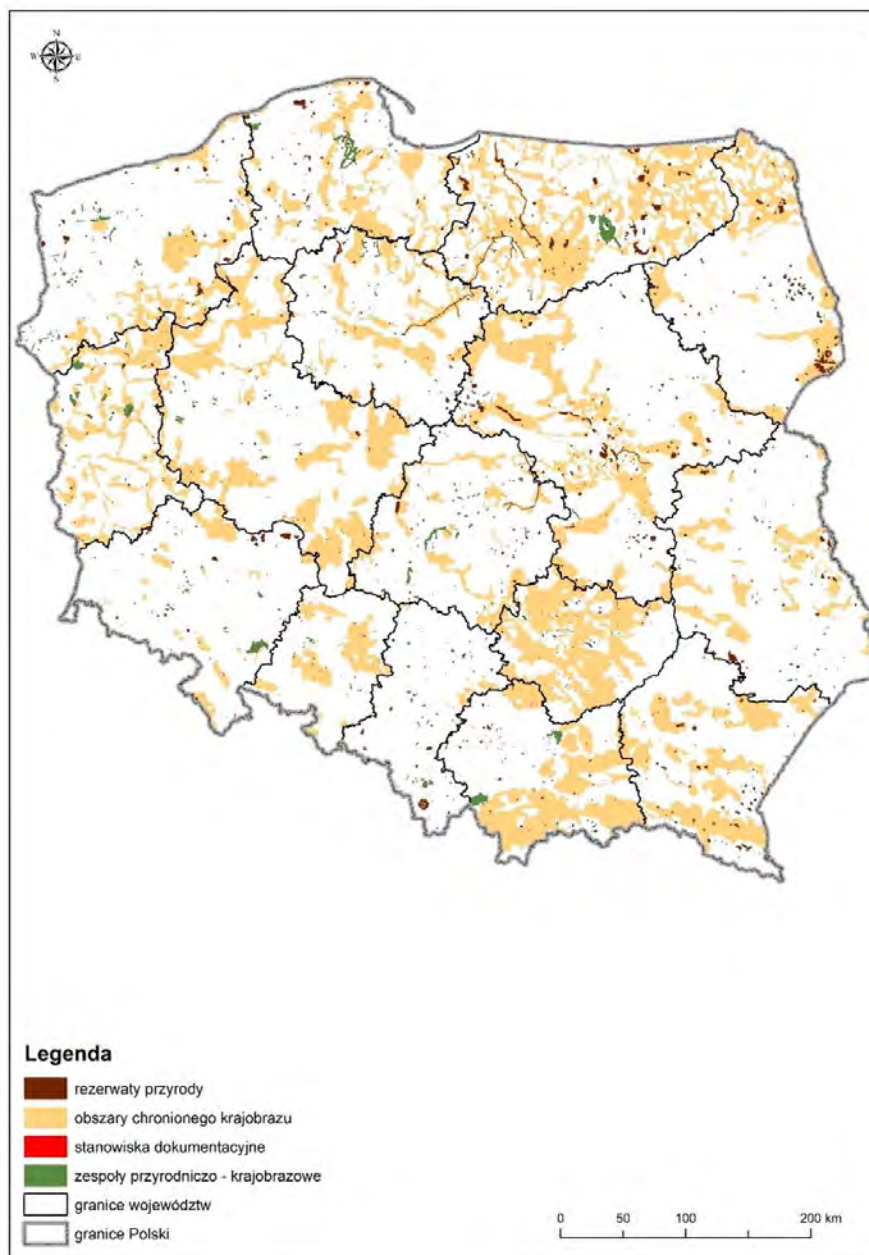 N
W E
S
Legenda
rezerwaty przyrody
obszary chronionego krajobrazu
stanowiska dokumentacyjne
zespoły przyrodniczo - krajobrazowe
granice województw
granice Polski
0 50 100 200 km